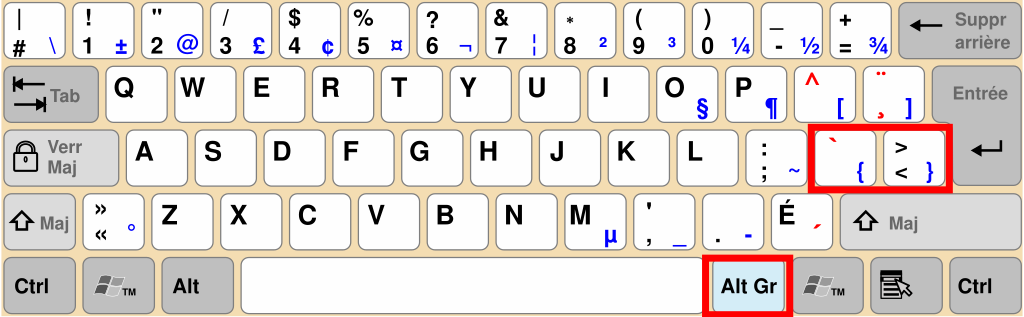 | # \ ! 1 ± " 2 @ / 3 £ $ 4 ¢ % 5 ¤ ? 6 ¬ & 7 ¦ * 8 ² ( 9 ³ ) 0 ¼ _ - ½ + = ¾ Suppr arrière
Tab Q W E R T Y U I O § P ¶ ^ [ ¨ ¸ ] Entrée
Verr Maj A S D F G H J K L : ; ~ ` { > < }
Maj » « ° Z X C V B N M µ ' , _ . - É ´ Maj
Ctrl TM Alt Alt Gr TM Ctrl